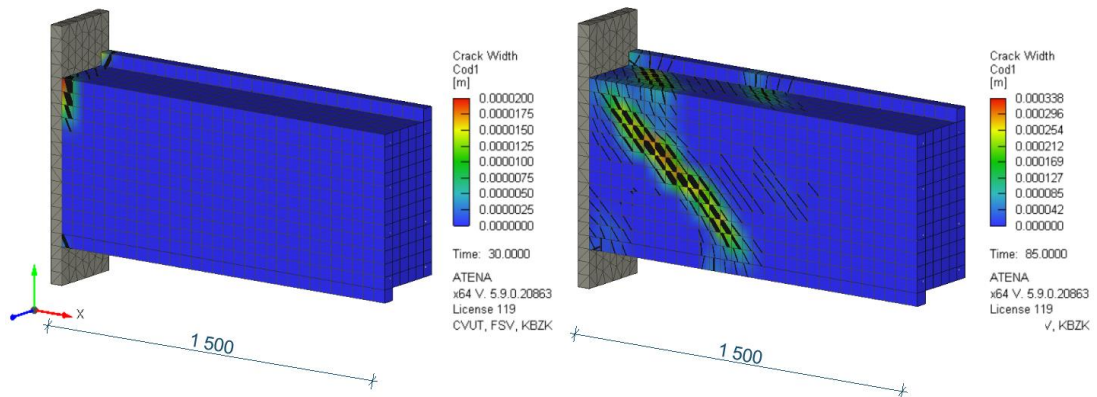 Crack Width
Cod1
[m]
0.0000200
0.0000175
0.0000150
0.0000125
0.0000100
0.0000075
0.0000050
0.0000025
0.0000000
Time: 30.0000
ATENA
x64 V. 5.9.0.20863
License 119
CVUT, FSV, KBZK
X
1 500
Crack Width
Cod1
[m]
0.000338
0.000296
0.000254
0.000212
0.000169
0.000127
0.000085
0.000042
0.000000
Time: 85.0000
ATENA
x64 V. 5.9.0.20863
License 119
V, KBZK
1 500